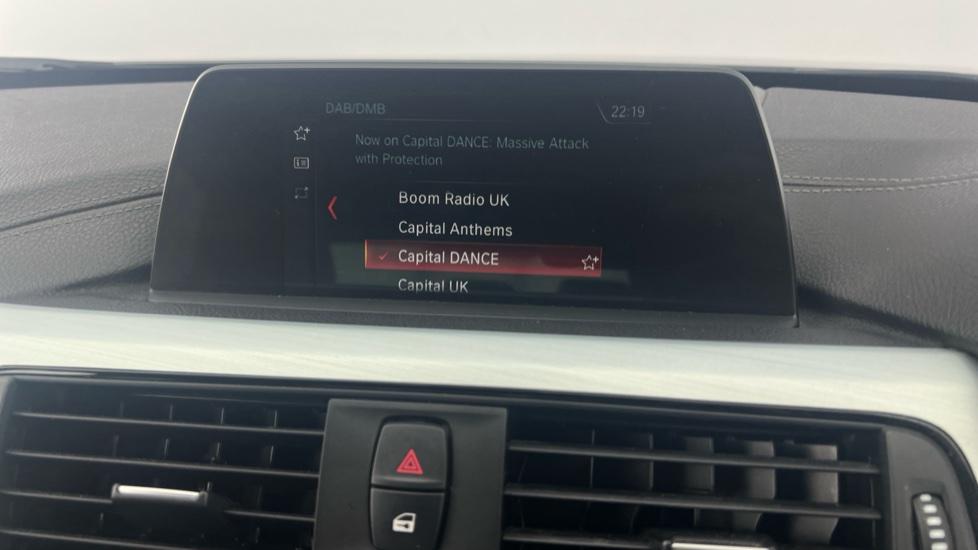 DAB/DMB
22:19
Now on Capital DANCE: Massive Attack
with Protection
Boom Radio UK
Capital Anthems
Capital DANCE
Capital UK